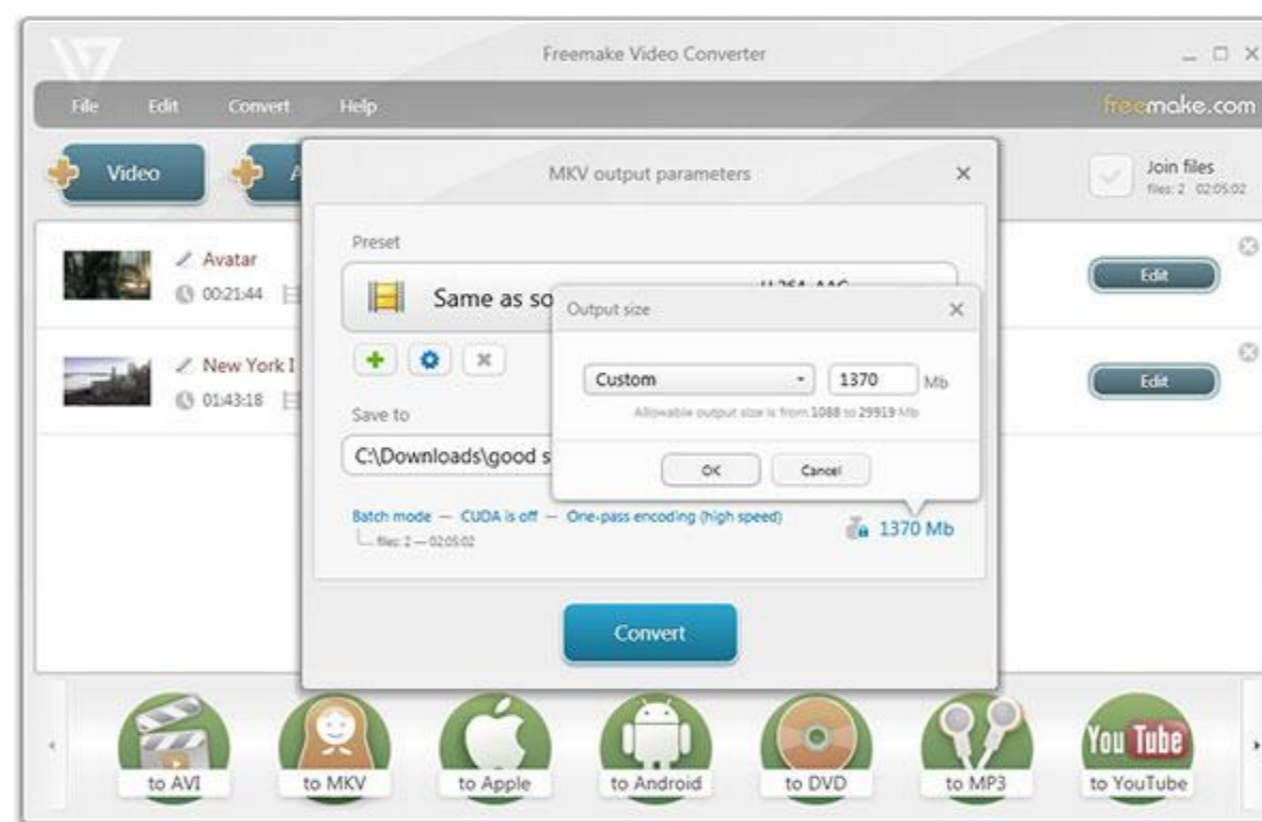 Freemake Video Converter
File Edit Convert Help
freemake.com
Video
A
MKV output parameters
Join files
files: 2 02:05:02
Preset
Avatar
00:21:44
Same as so
Output size
Edit
Custom 1370 Mb
Allowable output size is from 1088 to 29919 Mb
New York I
01:43:18
Edit
Save to
C:\Downloads\good s
OK Cancel
Batch mode — CUDA is off — One-pass encoding (high speed)
files: 2 — 02:05:02
1370 Mb
Convert
to AVI
to MKV
to Apple
to Android
to DVD
to MP3
You Tube
to YouTube